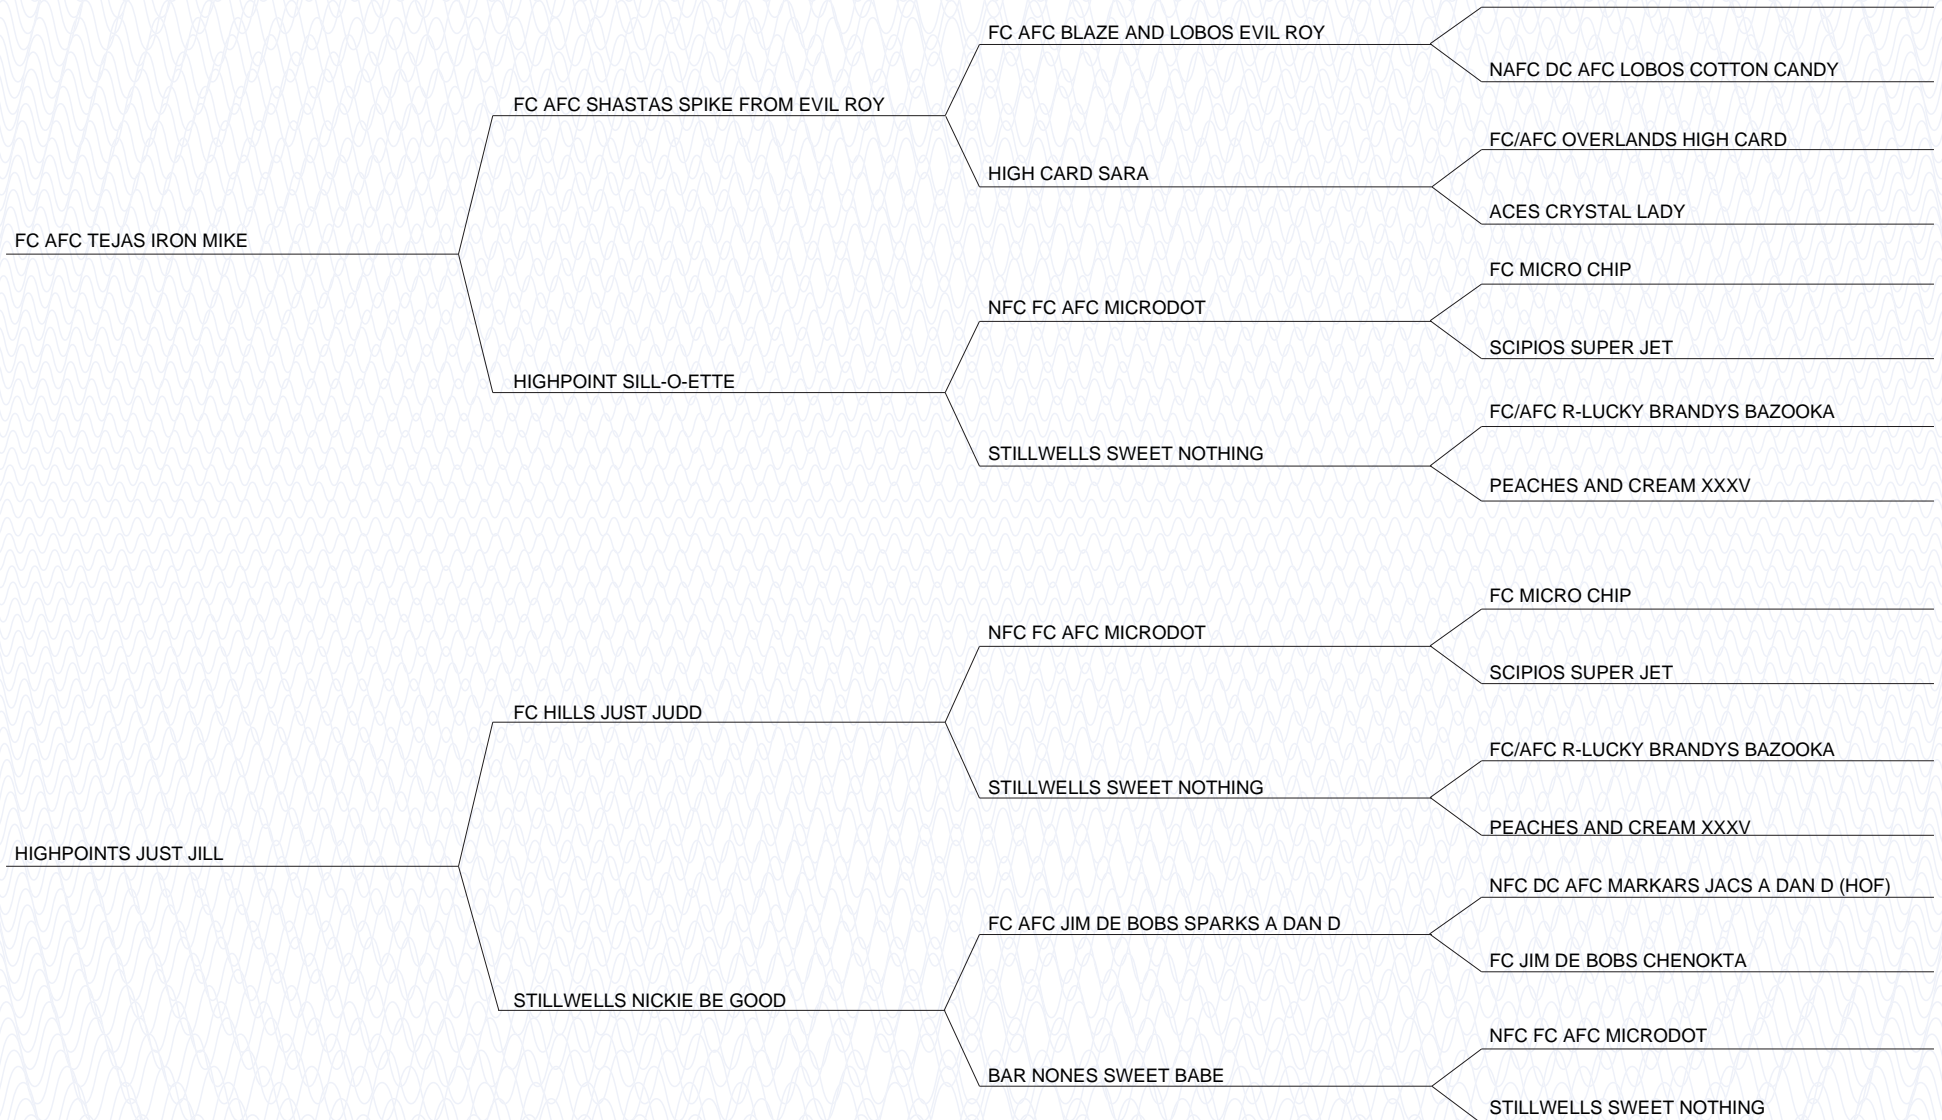 FC AFC BLAZE AND LOBOS EVIL ROY
NAFC DC AFC LOBOS COTTON CANDY
FC AFC SHASTAS SPIKE FROM EVIL ROY
FC/AFC OVERLANDS HIGH CARD
HIGH CARD SARA
ACES CRYSTAL LADY
FC AFC TEJAS IRON MIKE
FC MICRO CHIP
NFC FC AFC MICRODOT
SCIPIOS SUPER JET
HIGHPOINT SILL-O-ETTE
FC/AFC R-LUCKY BRANDYS BAZOOKA
STILLWELLS SWEET NOTHING
PEACHES AND CREAM XXXV
FC MICRO CHIP
NFC FC AFC MICRODOT
SCIPIOS SUPER JET
FC HILLS JUST JUDD
FC/AFC R-LUCKY BRANDYS BAZOOKA
STILLWELLS SWEET NOTHING
PEACHES AND CREAM XXXV
HIGHPOINTS JUST JILL
NFC DC AFC MARKARS JACS A DAN D (HOF)
FC AFC JIM DE BOBS SPARKS A DAN D
FC JIM DE BOBS CHENOKTA
STILLWELLS NICKIE BE GOOD
NFC FC AFC MICRODOT
BAR NONES SWEET BABE
STILLWELLS SWEET NOTHING